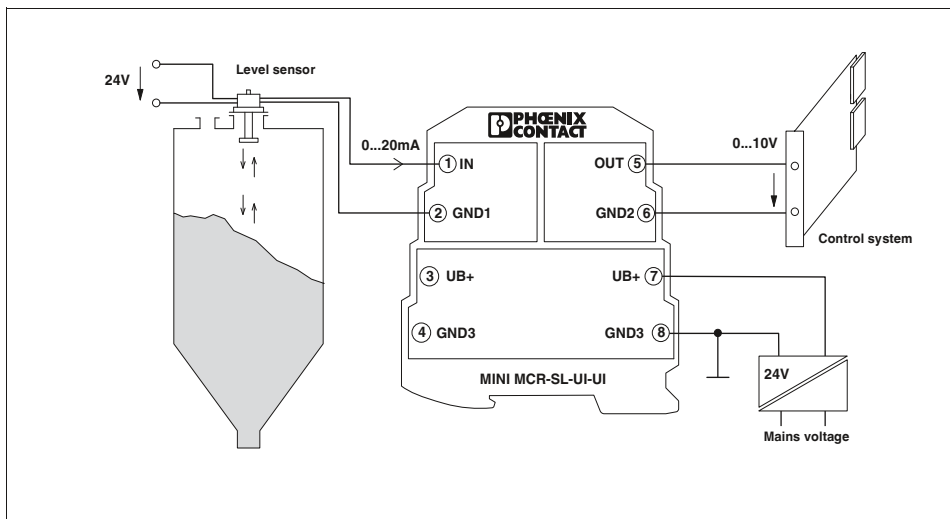 24V
Level sensor
PHŒNIX
CONTACT
0...20mA
1 IN
OUT 5
0...10V
2 GND1
GND2 6
Control system
3 UB+
UB+ 7
4 GND3
GND3 8
MINI MCR-SL-UI-UI
24V
Mains voltage